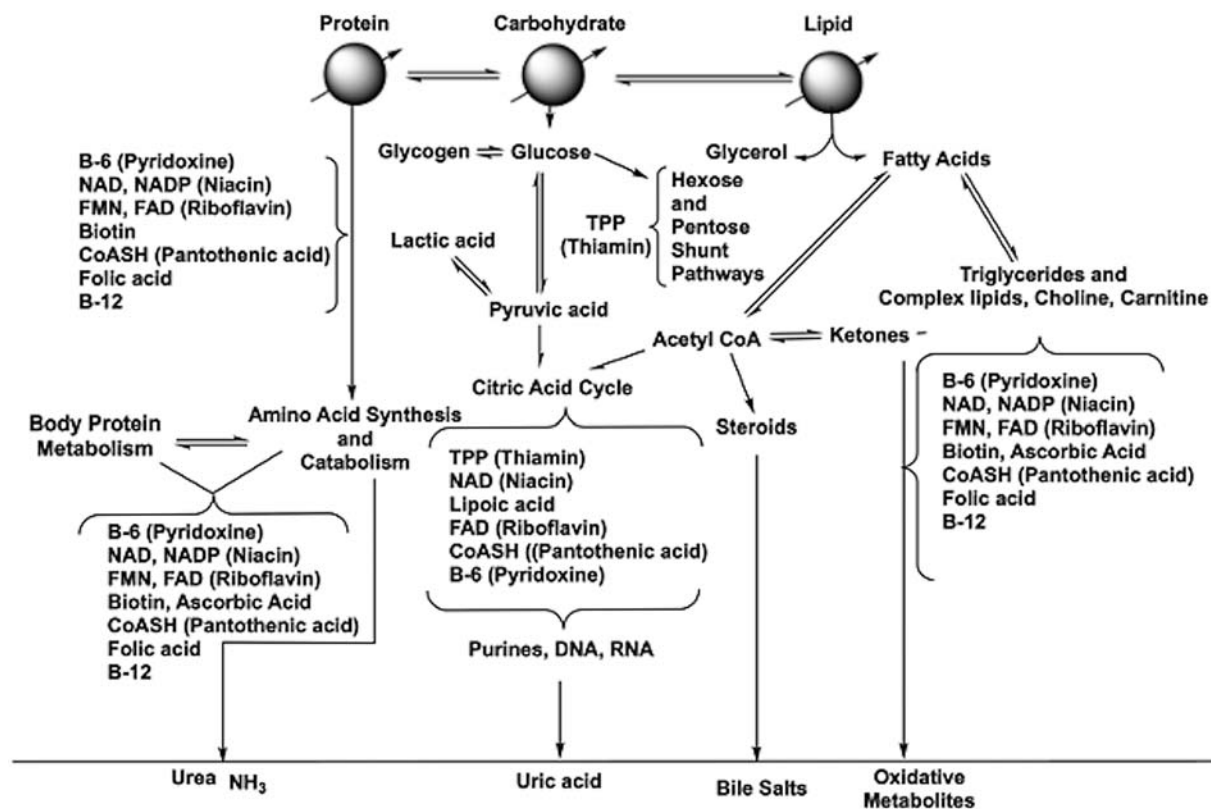 Protein
Carbohydrate
Lipid
Glycogen
Glucose
Glycerol
Fatty Acids
B-6 (Pyridoxine)
NAD, NADP (Niacin)
FMN, FAD (Riboflavin)
Biotin
CoASH (Pantothenic acid)
Folic acid
B-12
Lactic acid
TPP
(Thiamin)
Hexose
and
Pentose
Shunt
Pathways
Pyruvic acid
Triglycerides and
Complex lipids, Choline, Carnitine
Acetyl CoA
Ketones
Citric Acid Cycle
Steroids
Body Protein
Metabolism
Amino Acid Synthesis
and
Catabolism
B-6 (Pyridoxine)
NAD, NADP (Niacin)
FMN, FAD (Riboflavin)
Biotin, Ascorbic Acid
CoASH (Pantothenic acid)
Folic acid
B-12
TPP (Thiamin)
NAD (Niacin)
Lipoic acid
FAD (Riboflavin)
CoASH ((Pantothenic acid)
B-6 (Pyridoxine)
B-6 (Pyridoxine)
NAD, NADP (Niacin)
FMN, FAD (Riboflavin)
Biotin, Ascorbic Acid
CoASH (Pantothenic acid)
Folic acid
B-12
Purines, DNA, RNA
Urea
NH3
Uric acid
Bile Salts
Oxidative
Metabolites